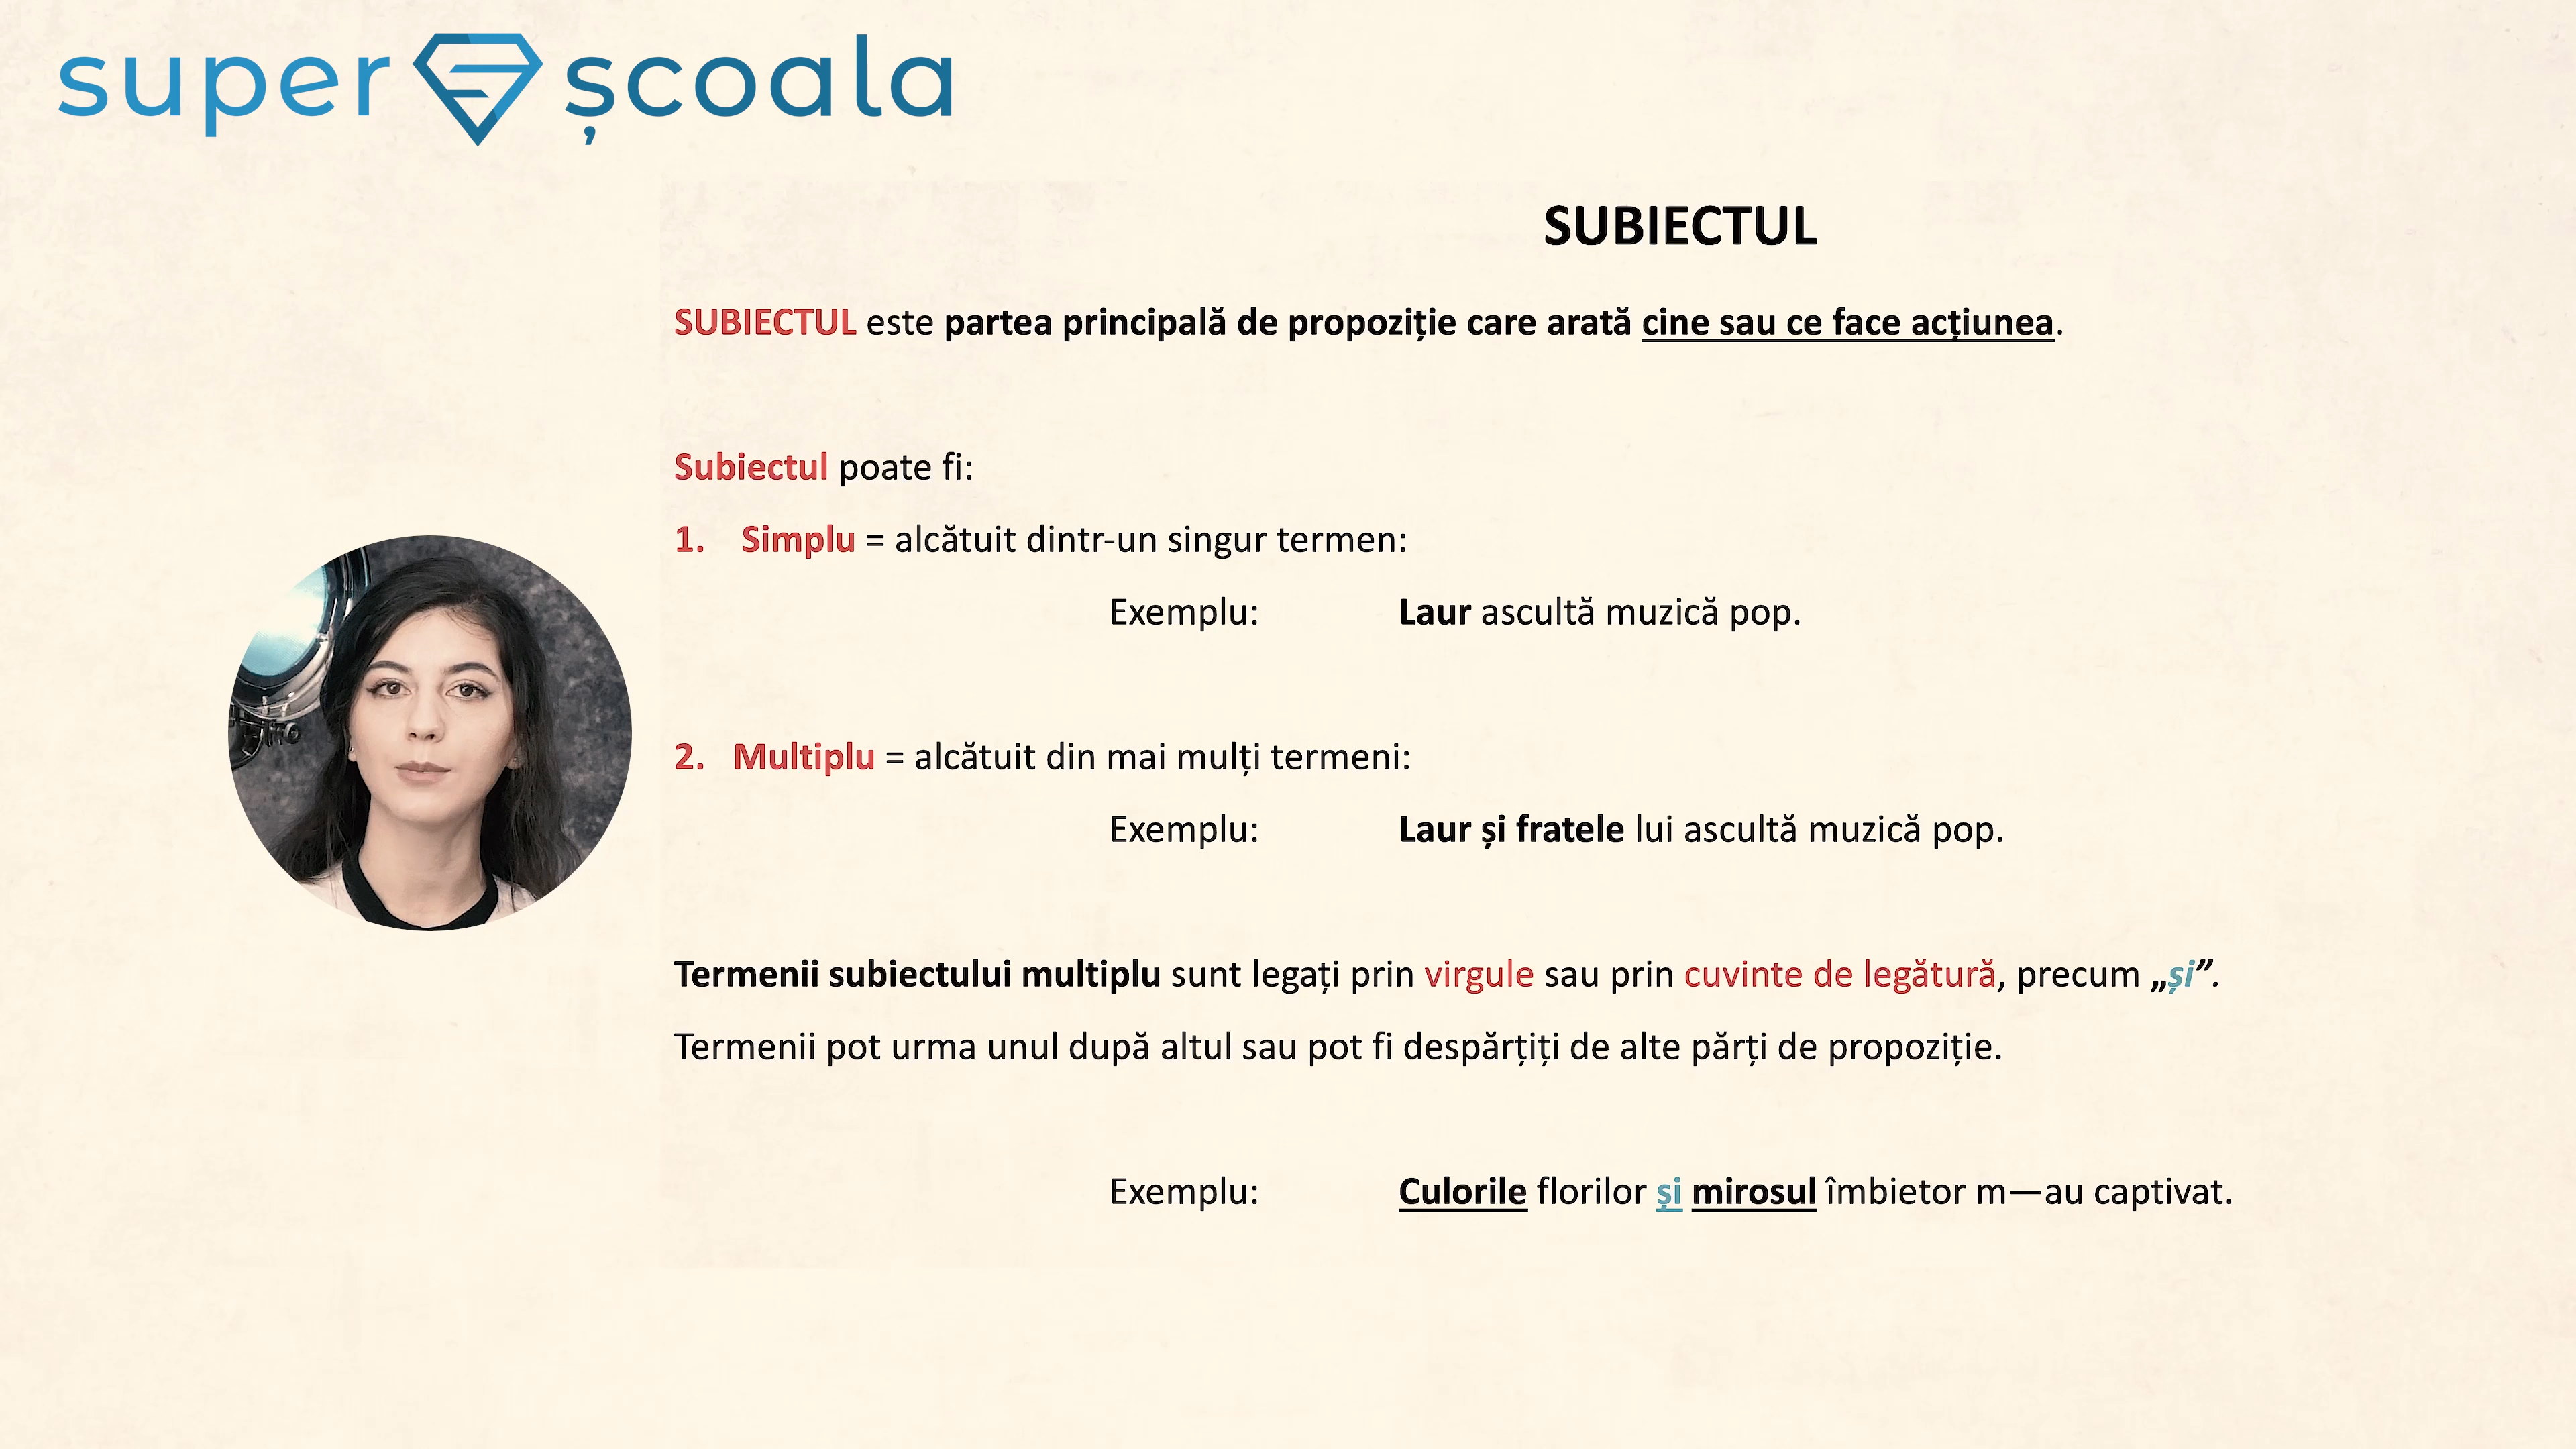 super școala
SUBIECTUL
SUBIECTUL este partea principală de propoziție care arată cine sau ce face acțiunea.
Subiectul poate fi:
1. Simplu = alcătuit dintr-un singur termen:
Exemplu: Laur ascultă muzică pop.
2. Multiplu = alcătuit din mai mulți termeni:
Exemplu: Laur și fratele lui ascultă muzică pop.
Termenii subiectului multiplu sunt legați prin virgule sau prin cuvinte de legătură, precum „și”.
Termenii pot urma unul după altul sau pot fi despărțiți de alte părți de propoziție.
Exemplu: Culorile florilor și mirosul îmbietor m—au captivat.